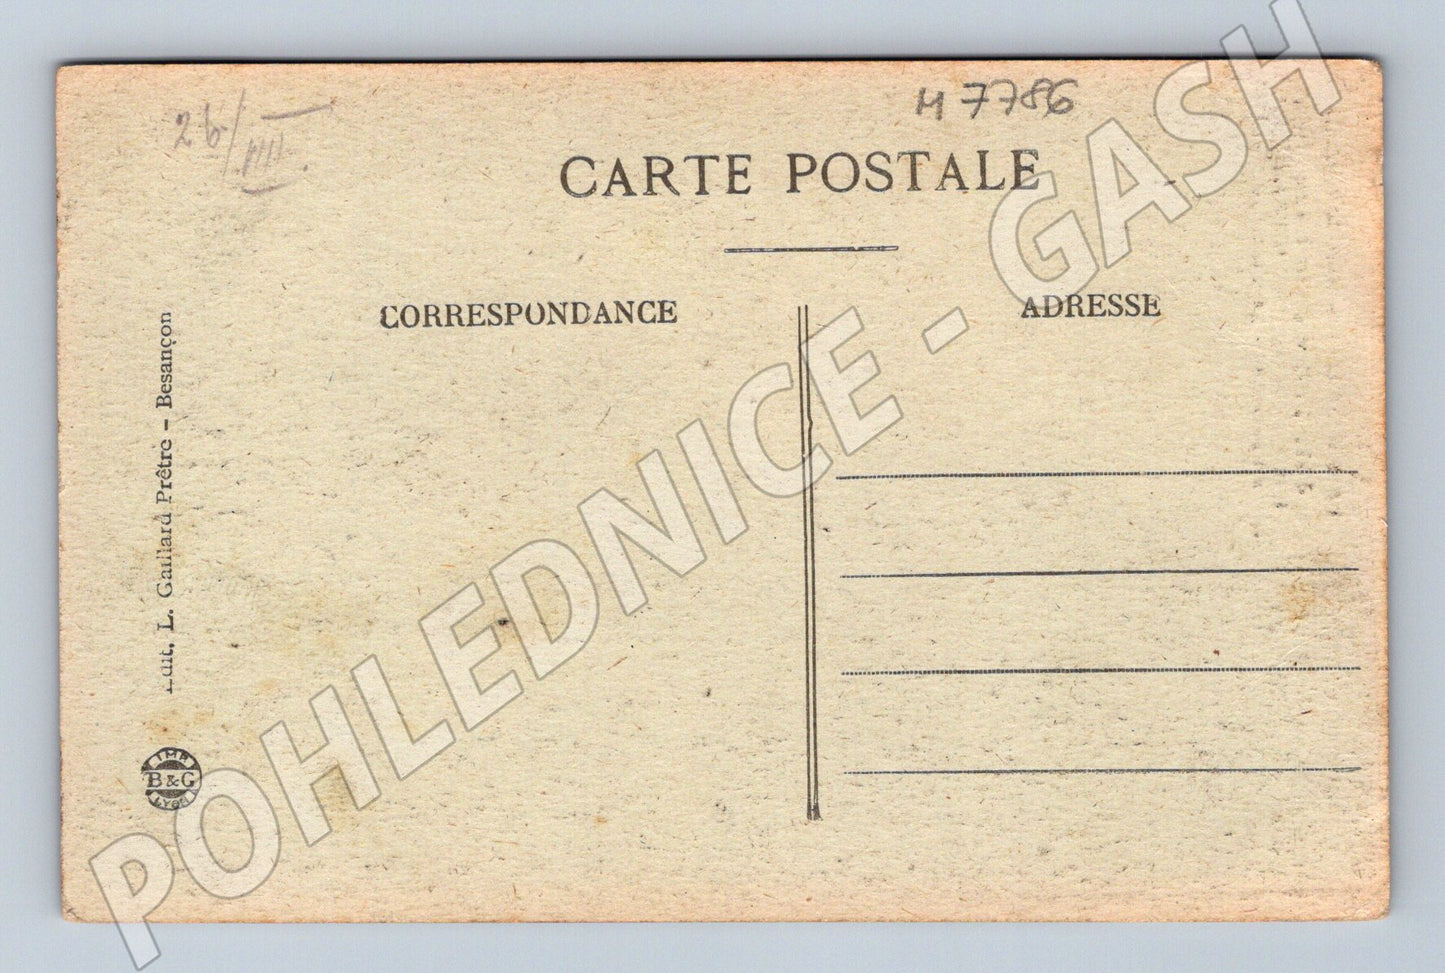 26/VIII.
M 7786
CARTE POSTALE
CORRESPONDANCE
ADRESSE
Edit. L. Gaillard Prêtre – Besançon
IMP.
B & G
LYON
POHLEDNICE - GASH